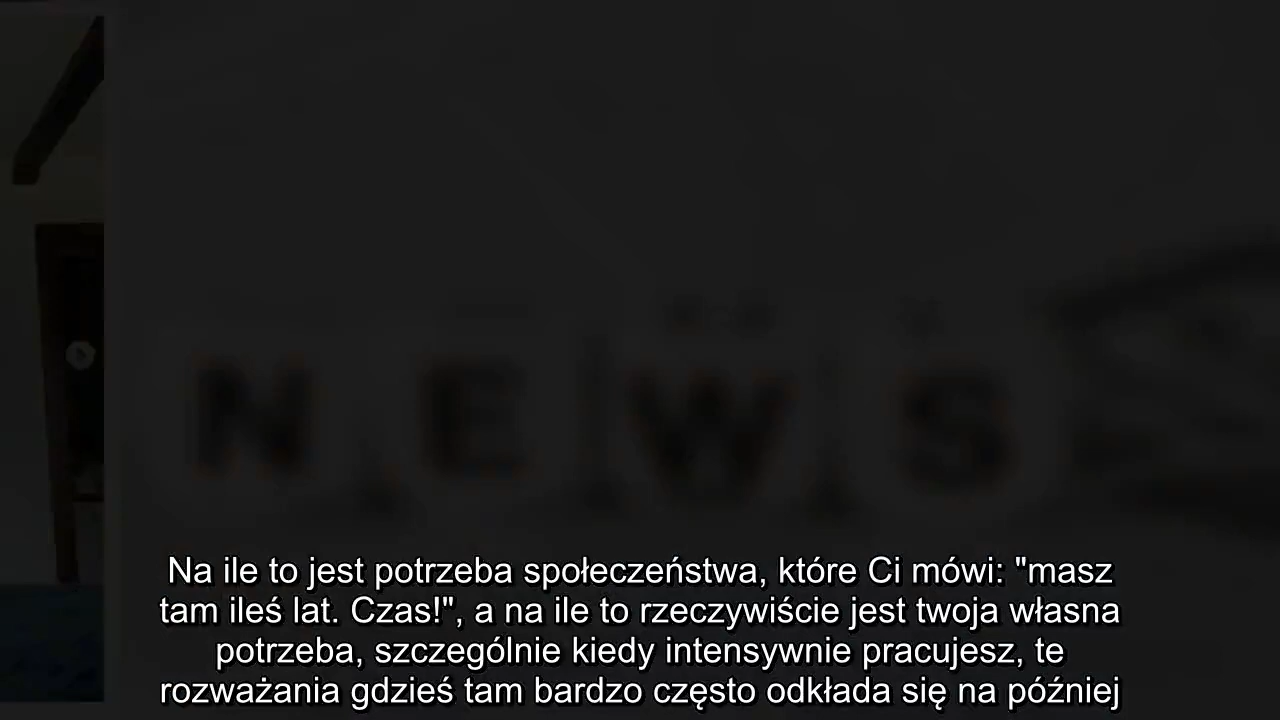 N E W S
Na ile to jest potrzeba społeczeństwa, które Ci mówi: "masz
tam ileś lat. Czas!", a na ile to rzeczywiście jest twoja własna
potrzeba, szczególnie kiedy intensywnie pracujesz, te
rozważania gdzieś tam bardzo często odkłada się na później